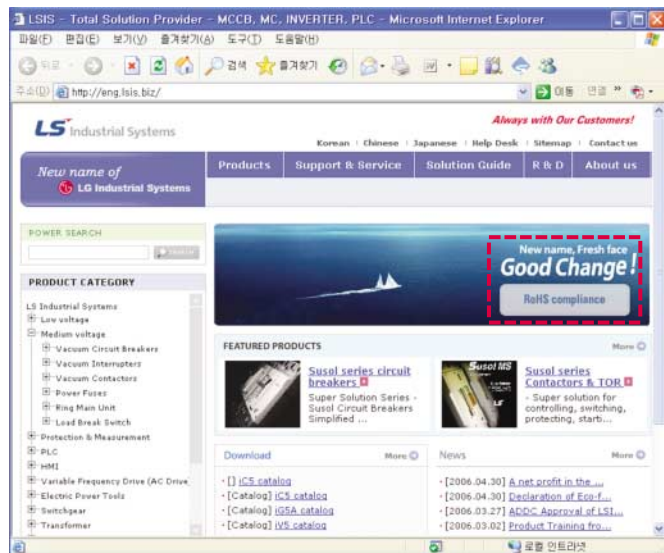 LSIS - Total Solution Provider - MCCB, MC, INVERTER, PLC - Microsoft Internet Explorer
파일(F) 편집(E) 보기(V) 즐겨찾기(A) 도구(T) 도움말(H)
뒤로 검색 즐겨찾기
주소(D) http://eng.lsis.biz/ 이동 연결 »
Always with Our Customers!
LS Industrial Systems
Korean Chinese Japanese Help Desk Sitemap Contact us
New name of
LG Industrial Systems
Products Support & Service Solution Guide R & D About us
POWER SEARCH
SEARCH
New name, Fresh face
Good Change!
RoHS compliance
PRODUCT CATEGORY
LS Industrial Systems
Low voltage
Medium voltage
Vacuum Circuit Breakers
Vacuum Interrupters
Vacuum Contactors
Power Fuses
Ring Main Unit
Load Break Switch
Protection & Measurement
PLC
HMI
Variable Frequency Drive (AC Drive
Electric Power Tools
Switchgear
Transformer
FEATURED PRODUCTS More
Susol series circuit
breakers
Super Solution Series -
Susol Circuit Breakers
Simplified ...
Susol MS
Susol series
Contactors & TOR
- Super solution for
controlling, switching,
protecting, starti...
Download More
· [] iC5 catalog
· [Catalog] iC5 catalog
· [Catalog] iG5A catalog
· [Catalog] iV5 catalog
News More
· [2006.04.30] A net profit in the ...
· [2006.04.30] Declaration of Eco-f...
· [2006.03.27] ADDC Approval of LSI...
· [2006.03.02] Product Training fro...
로컬 인트라넷